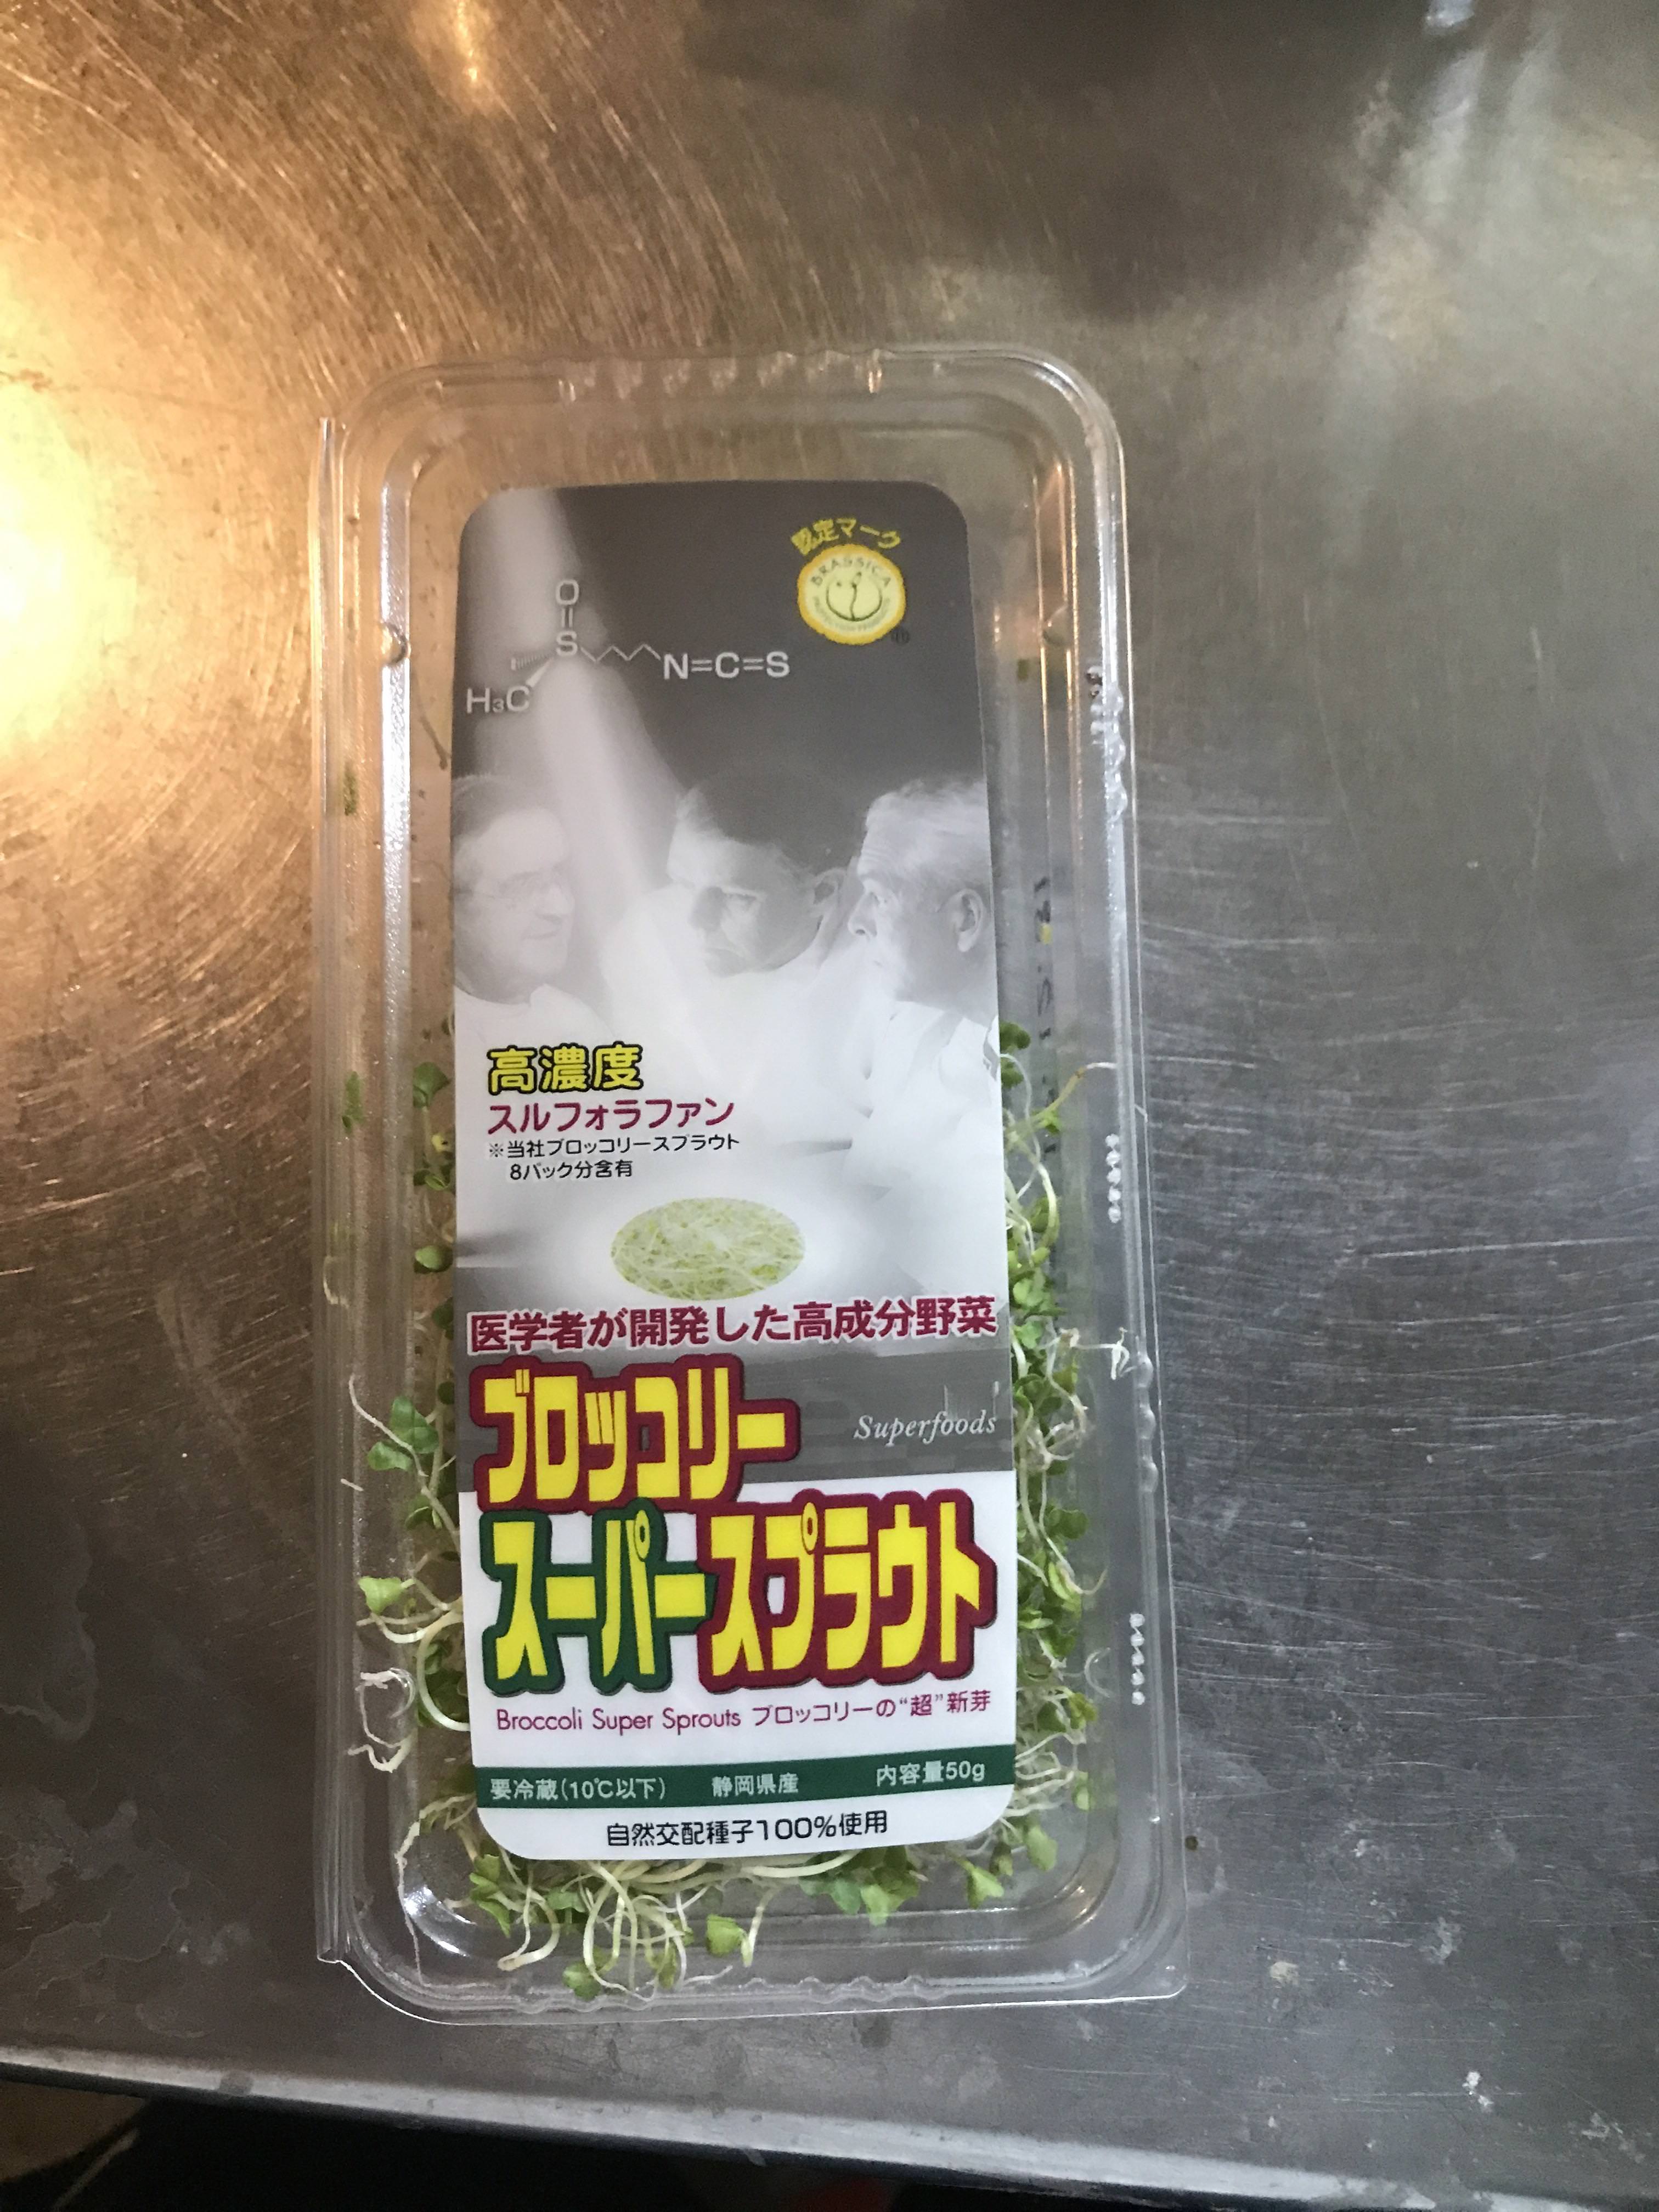 認定マーク
BRASSICA
®
O
S
N=C=S
H₃C
高濃度
スルフォラファン
※当社ブロッコリースプラウト
8パック分含有
医学者が開発した高成分野菜
ブロッコリー
Superfoods
スーパースプラウト
Broccoli Super Sprouts ブロッコリーの“超”新芽
要冷蔵(10℃以下) 静岡県産 内容量50g
自然交配種子100%使用